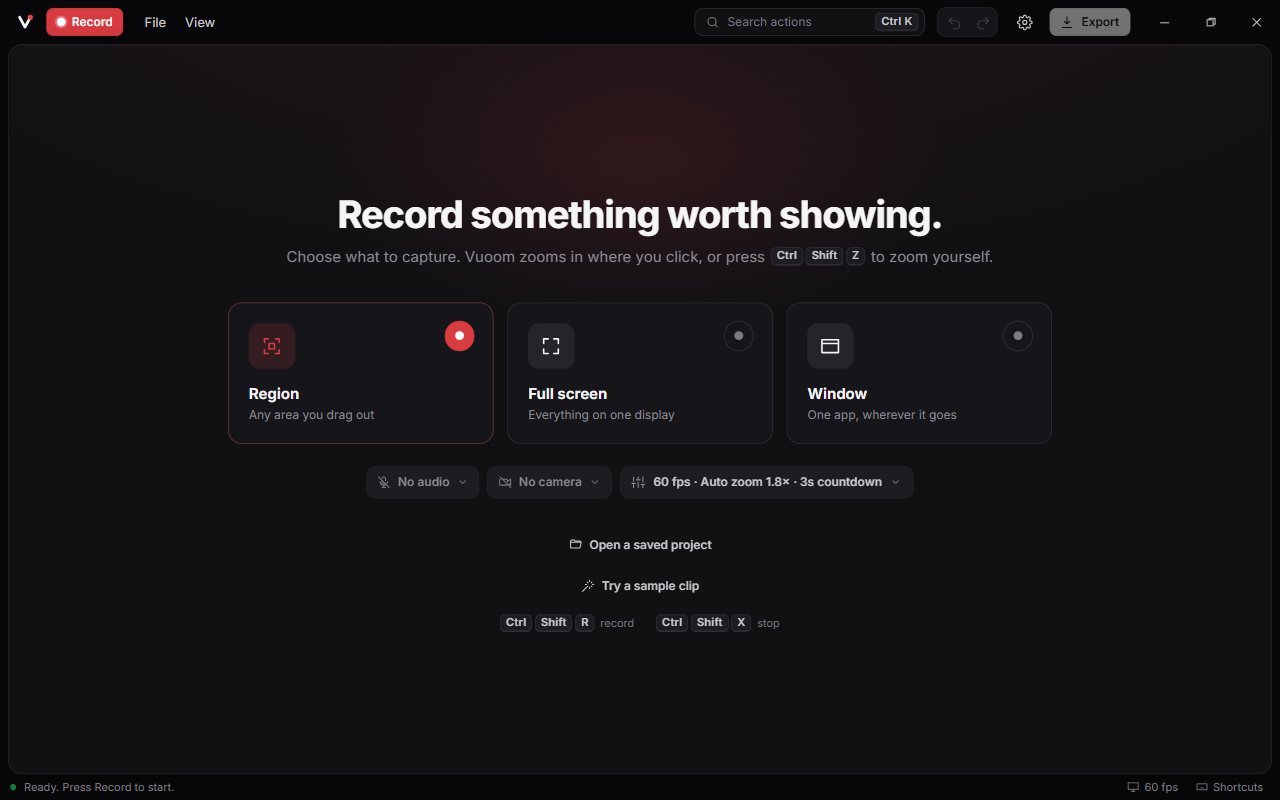 Record File View Search actions Ctrl K Export
Record something worth showing.
Choose what to capture. Vuoom zooms in where you click, or press Ctrl Shift Z to zoom yourself.
Region
Any area you drag out
Full screen
Everything on one display
Window
One app, wherever it goes
No audio No camera 60 fps · Auto zoom 1.8× · 3s countdown
Open a saved project
Try a sample clip
Ctrl Shift R record Ctrl Shift X stop
Ready. Press Record to start. 60 fps Shortcuts